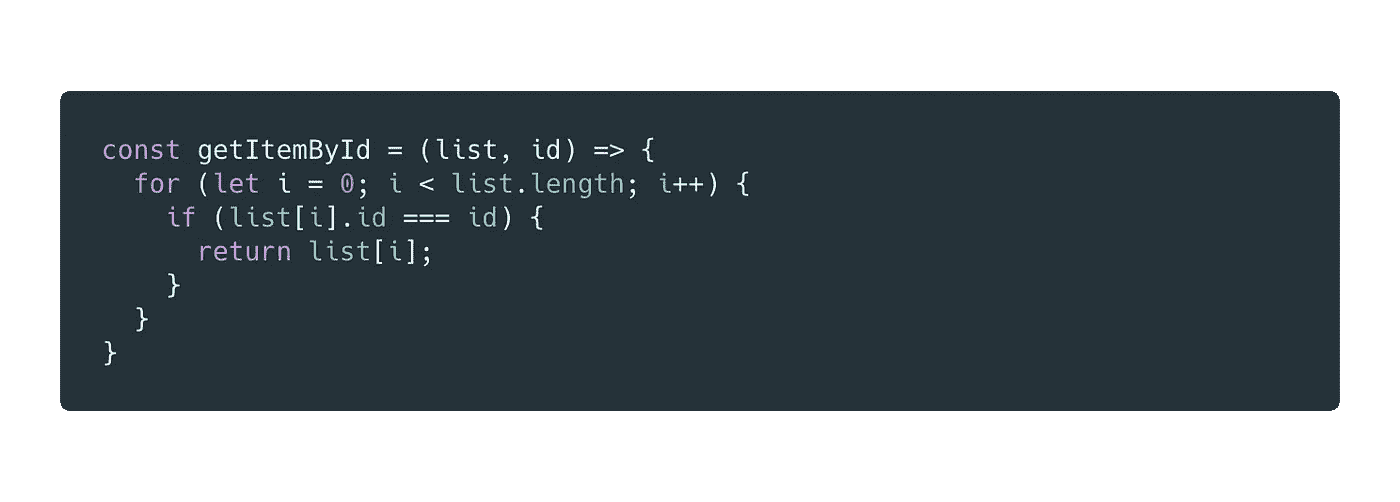 const getItemById = (list, id) => {
  for (let i = 0; i < list.length; i++) {
    if (list[i].id === id) {
      return list[i];
    }
  }
}